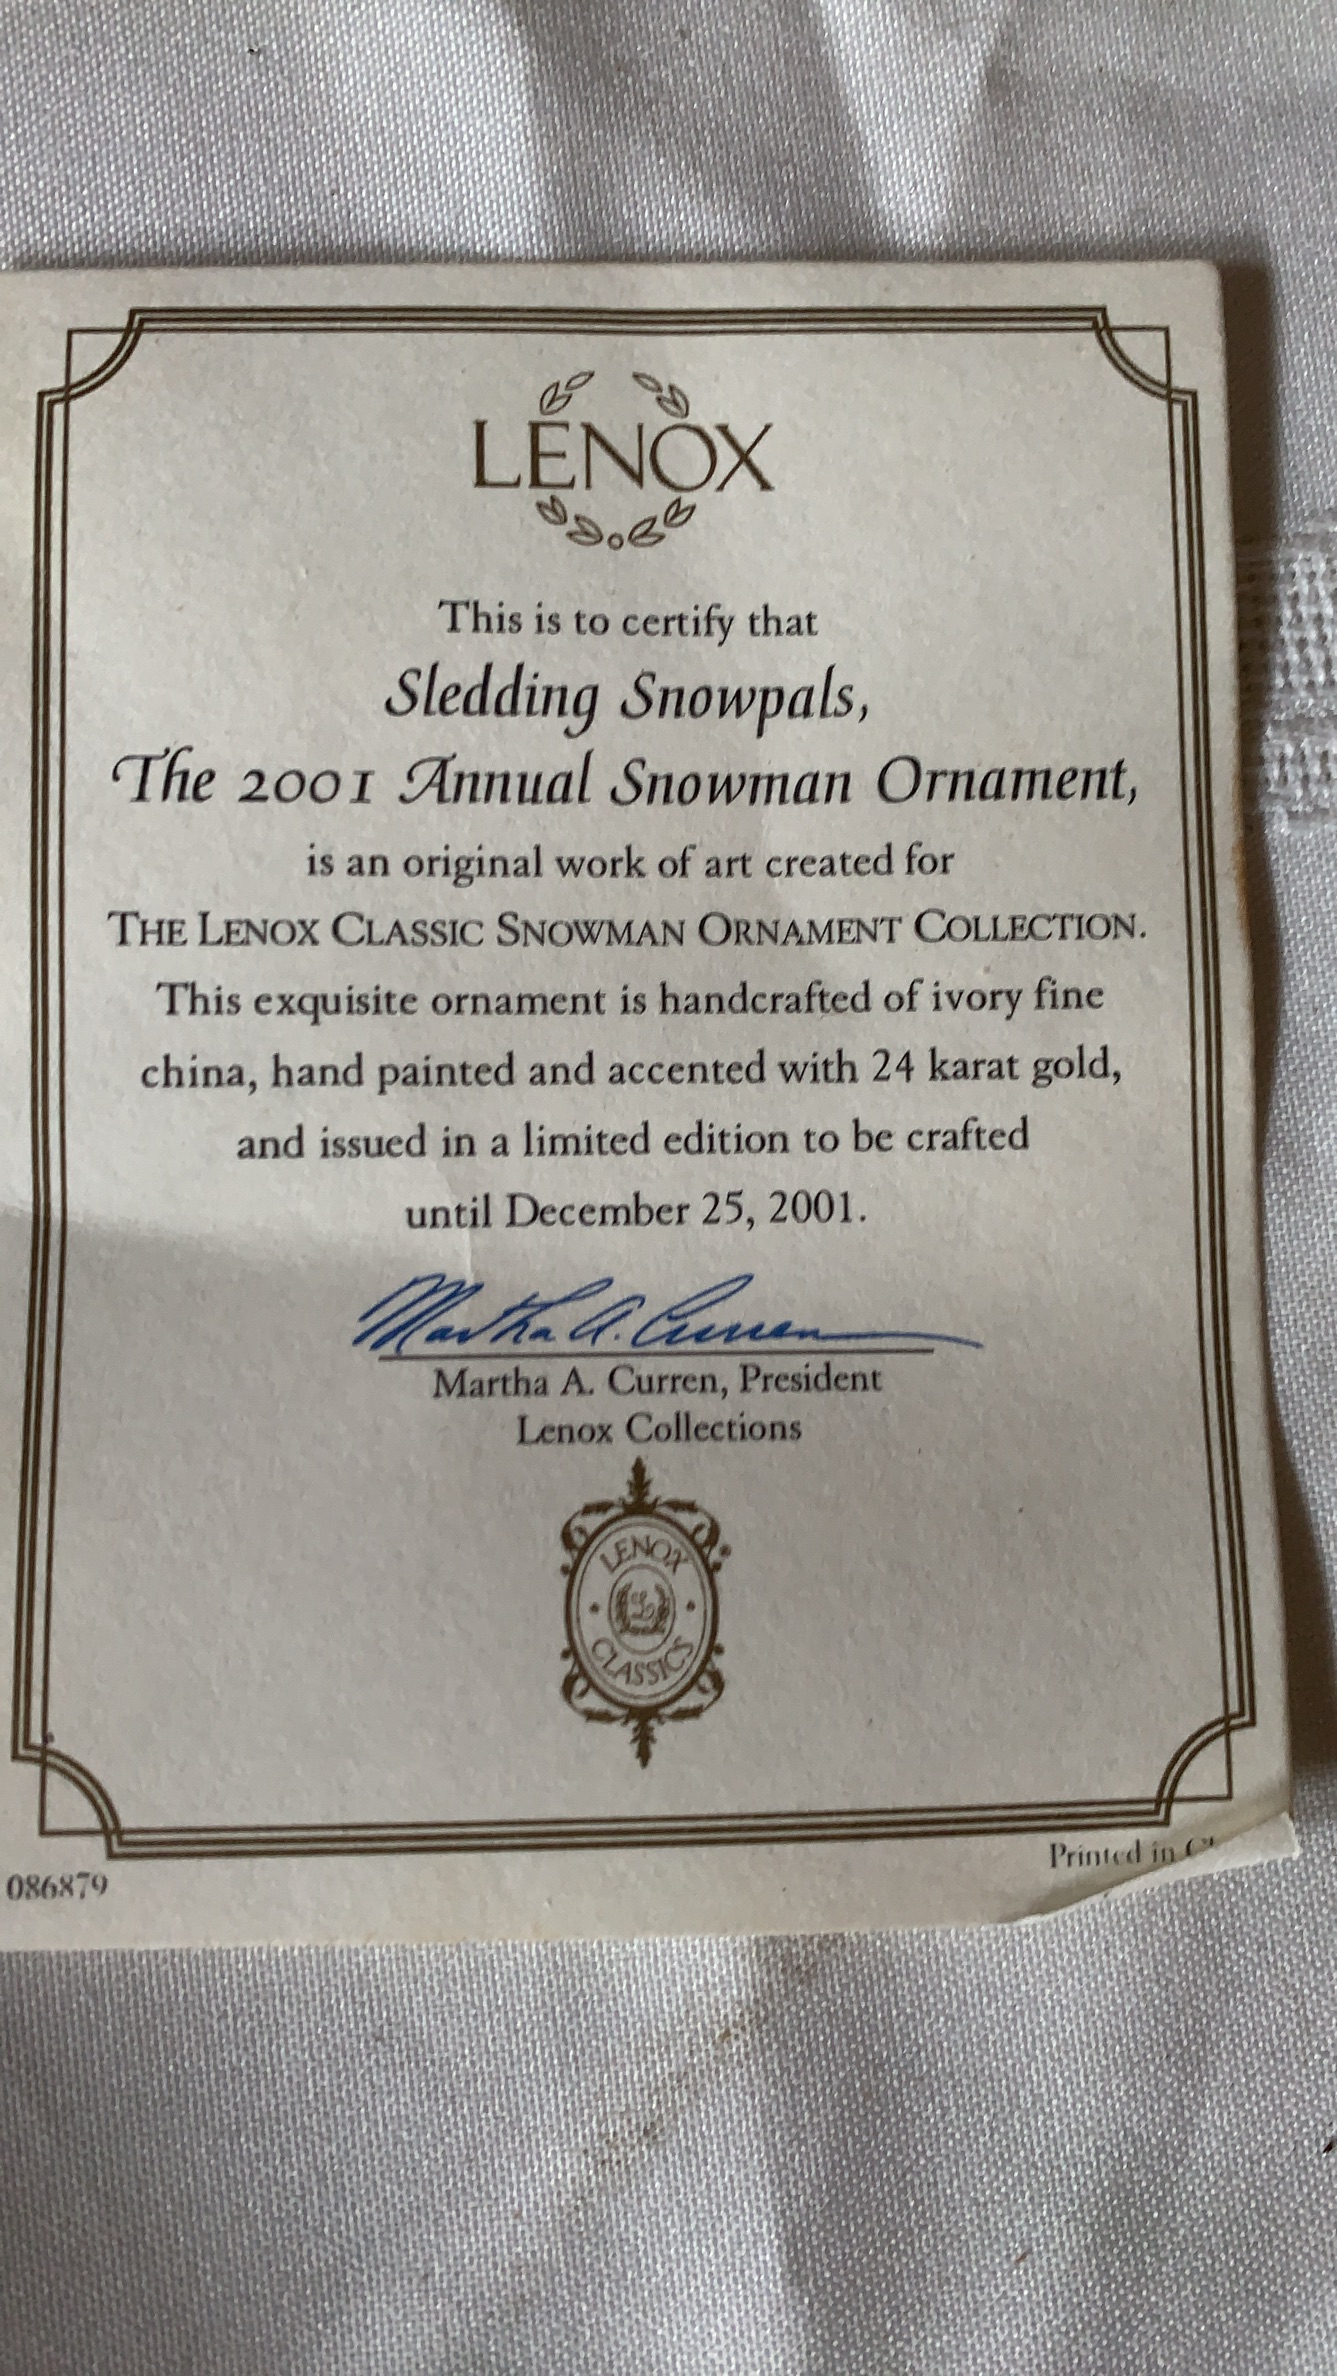 LENOX
This is to certify that
Sledding Snowpals,
The 2001 Annual Snowman Ornament,
is an original work of art created for
THE LENOX CLASSIC SNOWMAN ORNAMENT COLLECTION.
This exquisite ornament is handcrafted of ivory fine
china, hand painted and accented with 24 karat gold,
and issued in a limited edition to be crafted
until December 25, 2001.
Martha A. Curren
Martha A. Curren, President
Lenox Collections
LENOX
CLASSICS
Printed in
086879